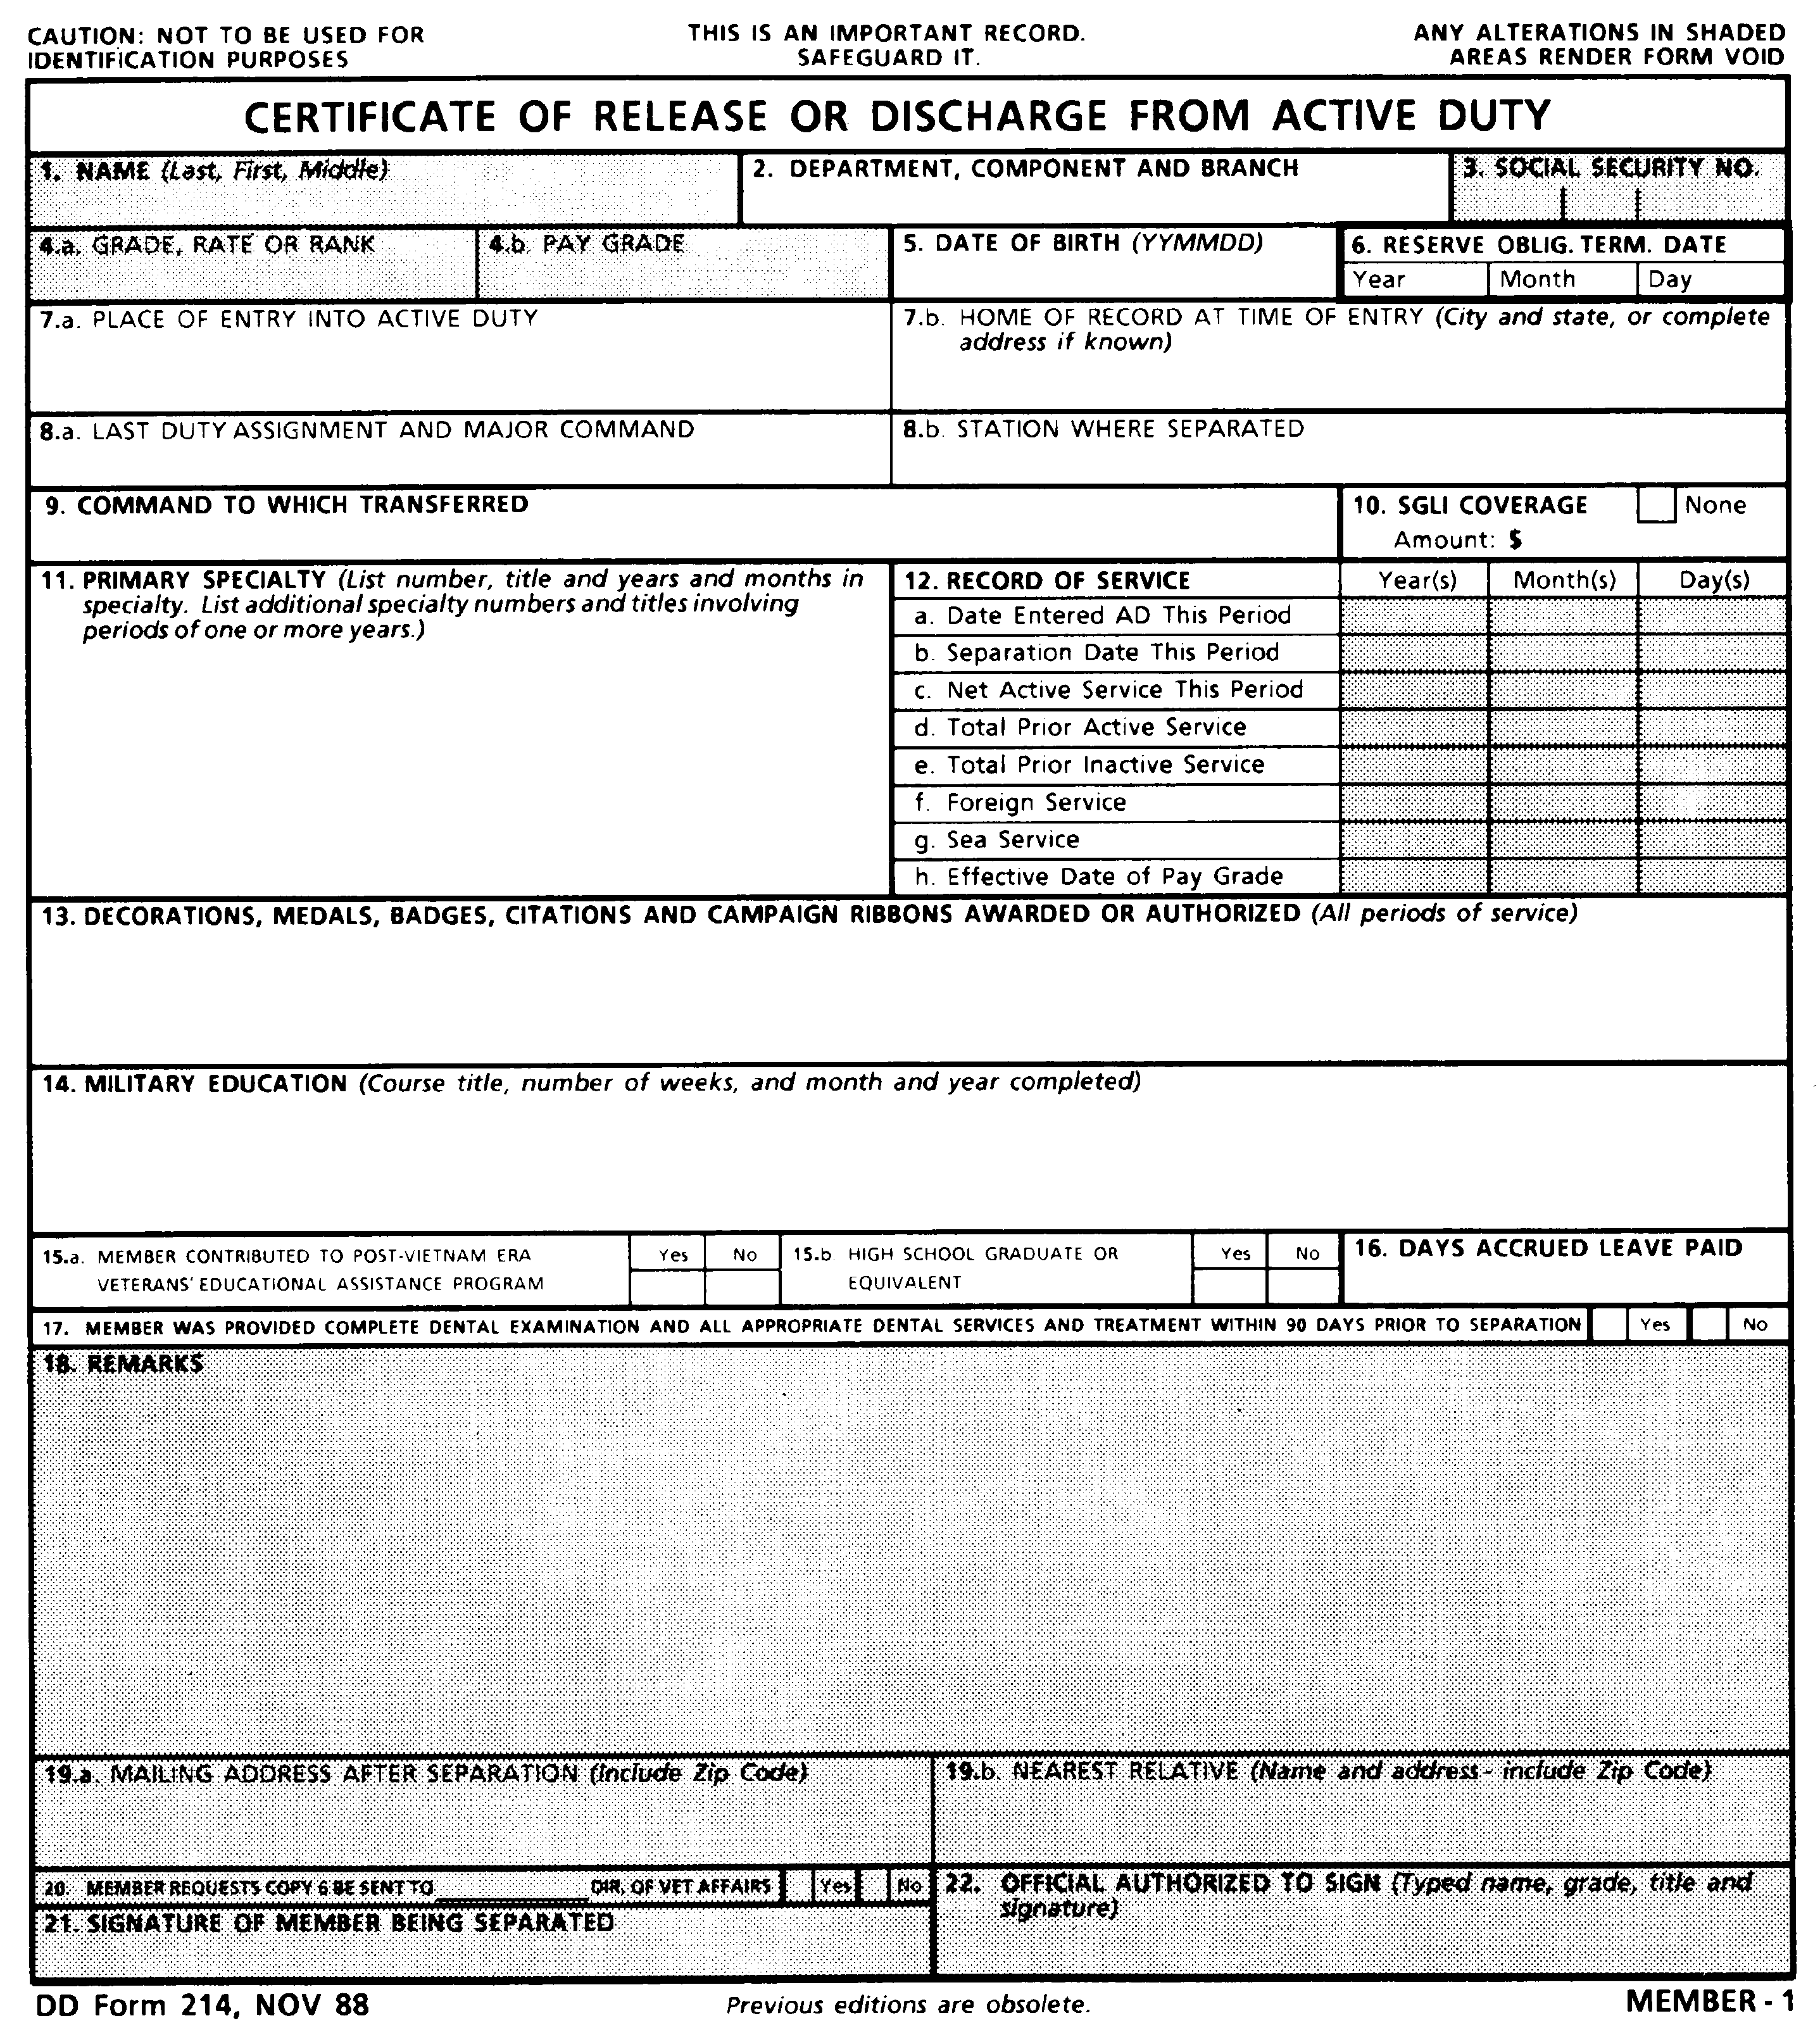 CAUTION: NOT TO BE USED FOR
IDENTIFICATION PURPOSES
THIS IS AN IMPORTANT RECORD.
SAFEGUARD IT.
ANY ALTERATIONS IN SHADED
AREAS RENDER FORM VOID
CERTIFICATE OF RELEASE OR DISCHARGE FROM ACTIVE DUTY
1. NAME (Last, First, Middle)
2. DEPARTMENT, COMPONENT AND BRANCH
3. SOCIAL SECURITY NO.
4.a. GRADE, RATE OR RANK
4.b. PAY GRADE
5. DATE OF BIRTH (YYMMDD)
6. RESERVE OBLIG. TERM. DATE
Year Month Day
7.a. PLACE OF ENTRY INTO ACTIVE DUTY
7.b. HOME OF RECORD AT TIME OF ENTRY (City and state, or complete
address if known)
8.a. LAST DUTY ASSIGNMENT AND MAJOR COMMAND
8.b. STATION WHERE SEPARATED
9. COMMAND TO WHICH TRANSFERRED
10. SGLI COVERAGE None
Amount: $
11. PRIMARY SPECIALTY (List number, title and years and months in
specialty. List additional specialty numbers and titles involving
periods of one or more years.)
12. RECORD OF SERVICE Year(s) Month(s) Day(s)
a. Date Entered AD This Period
b. Separation Date This Period
c. Net Active Service This Period
d. Total Prior Active Service
e. Total Prior Inactive Service
f. Foreign Service
g. Sea Service
h. Effective Date of Pay Grade
13. DECORATIONS, MEDALS, BADGES, CITATIONS AND CAMPAIGN RIBBONS AWARDED OR AUTHORIZED (All periods of service)
14. MILITARY EDUCATION (Course title, number of weeks, and month and year completed)
15.a. MEMBER CONTRIBUTED TO POST-VIETNAM ERA
VETERANS' EDUCATIONAL ASSISTANCE PROGRAM
Yes No
15.b. HIGH SCHOOL GRADUATE OR
EQUIVALENT
Yes No
16. DAYS ACCRUED LEAVE PAID
17. MEMBER WAS PROVIDED COMPLETE DENTAL EXAMINATION AND ALL APPROPRIATE DENTAL SERVICES AND TREATMENT WITHIN 90 DAYS PRIOR TO SEPARATION Yes No
18. REMARKS
19.a. MAILING ADDRESS AFTER SEPARATION (Include Zip Code)
19.b. NEAREST RELATIVE (Name and address - include Zip Code)
20. MEMBER REQUESTS COPY 6 BE SENT TO DIR. OF VET AFFAIRS Yes No
21. SIGNATURE OF MEMBER BEING SEPARATED
22. OFFICIAL AUTHORIZED TO SIGN (Typed name, grade, title and
signature)
DD Form 214, NOV 88
Previous editions are obsolete.
MEMBER - 1